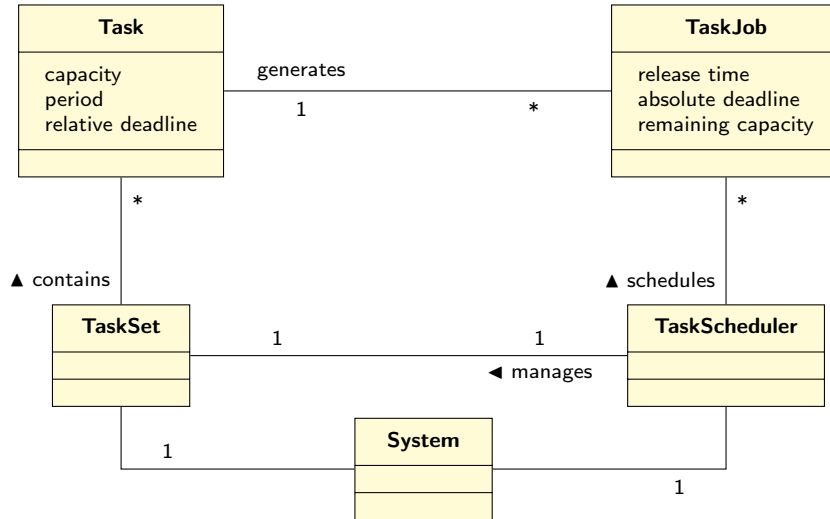 Task
capacity
period
relative deadline
generates
1
*
TaskJob
release time
absolute deadline
remaining capacity
*
*
▲ contains
▲ schedules
TaskSet
1
1
◄ manages
TaskScheduler
1
System
1